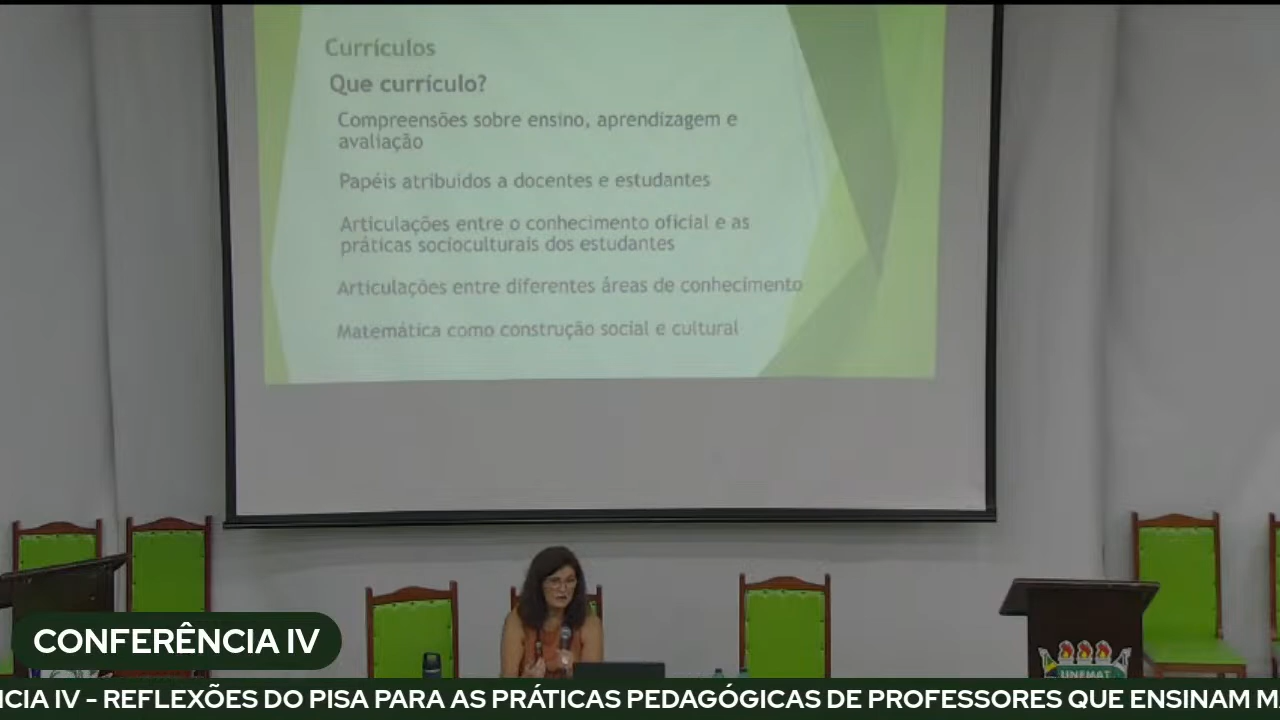 Currículos
Que currículo?
Compreensões sobre ensino, aprendizagem e
avaliação
Papéis atribuidos a docentes e estudantes
Articulações entre o conhecimento oficial e as
práticas socioculturais dos estudantes
Articulações entre diferentes áreas de conhecimento
Matemática como construção social e cultural
CONFERÊNCIA IV
UNEMAT
CIA IV - REFLEXÕES DO PISA PARA AS PRÁTICAS PEDAGÓGICAS DE PROFESSORES QUE ENSINAM M